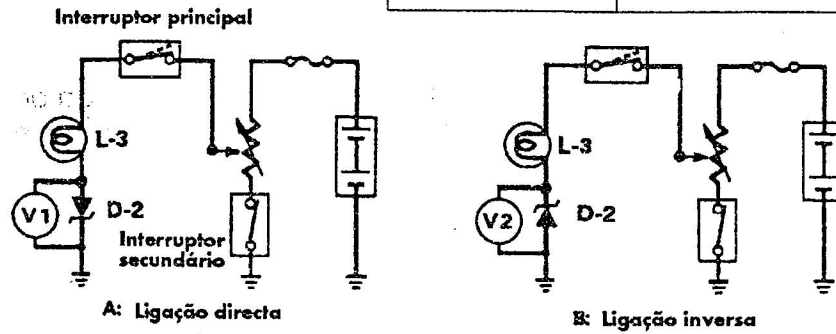 Interruptor principal
L-3
V1
D-2
Interruptor
secundário
A: Ligação directa
L-3
V2
D-2
B: Ligação inversa